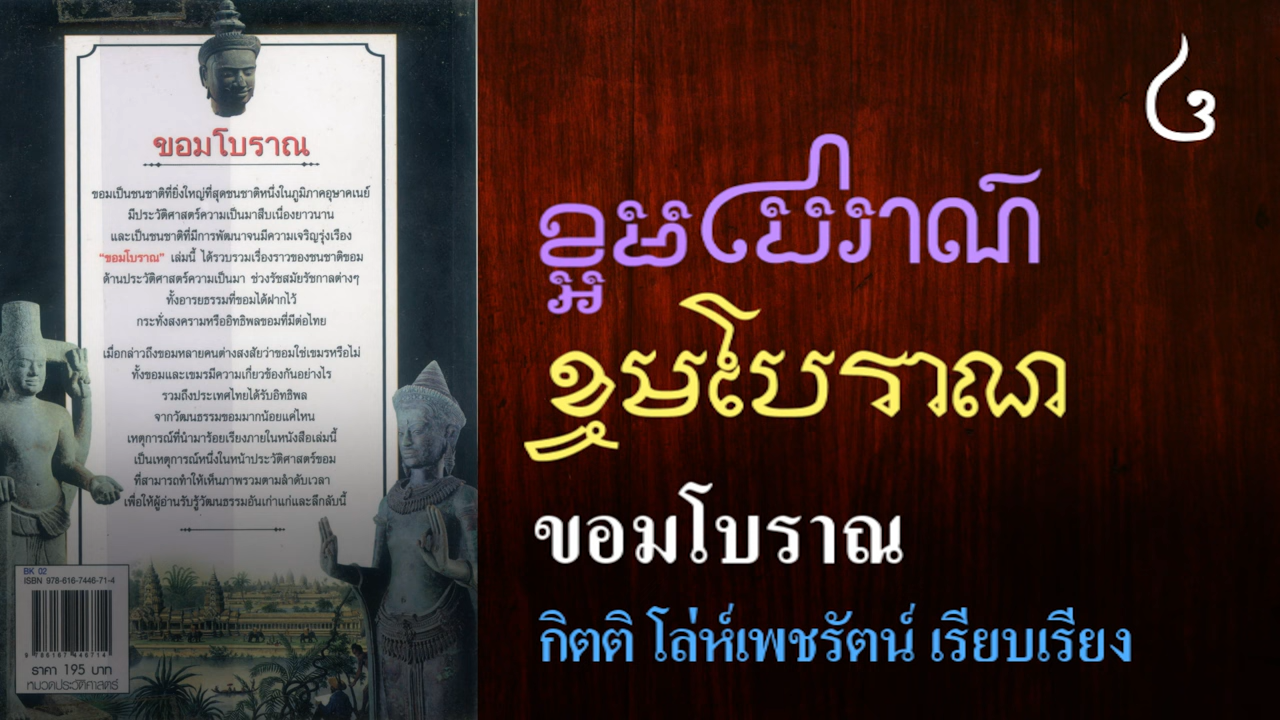 ขอมโบราณ
ขอมเป็นชนชาติที่ยิ่งใหญ่ที่สุดชนชาติหนึ่งในภูมิภาคอุษาคเนย์
มีประวัติศาสตร์ความเป็นมาสืบเนื่องยาวนาน
และเป็นชนชาติที่มีการพัฒนาจนมีความเจริญรุ่งเรือง
"ขอมโบราณ" เล่มนี้ ได้รวบรวมเรื่องราวของชนชาติขอม
ด้านประวัติศาสตร์ความเป็นมา ช่วงรัชสมัยรัชกาลต่างๆ
ทั้งอารยธรรมที่ขอมได้ฝากไว้
กระทั่งสงครามหรืออิทธิพลขอมที่มีต่อไทย
เมื่อกล่าวถึงขอมหลายคนต่างสงสัยว่าขอมใช่เขมรหรือไม่
ทั้งขอมและเขมรมีความเกี่ยวข้องกันอย่างไร
รวมถึงประเทศไทยได้รับอิทธิพล
จากวัฒนธรรมขอมมากน้อยแค่ไหน
เหตุการณ์ที่นำมาร้อยเรียงภายในหนังสือเล่มนี้
เป็นเหตุการณ์หนึ่งในหน้าประวัติศาสตร์ขอม
ที่สามารถทำให้เห็นภาพรวมตามลำดับเวลา
เพื่อให้ผู้อ่านรับรู้วัฒนธรรมอันเก่าแก่และลึกลับนี้
BK 02
ISBN 978-616-7446-71-4
9 786167 446714
ราคา 195 บาท
หมวดประวัติศาสตร์
ขอมโบราณ
กิตติ โล่ห์เพชรัตน์ เรียบเรียง